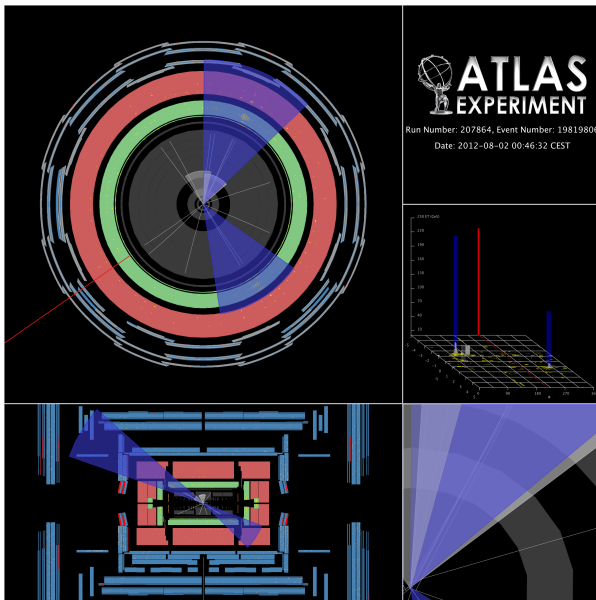 ATLAS
EXPERIMENT
Run Number: 207864, Event Number: 19819806
Date: 2012-08-02 00:46:32 CEST